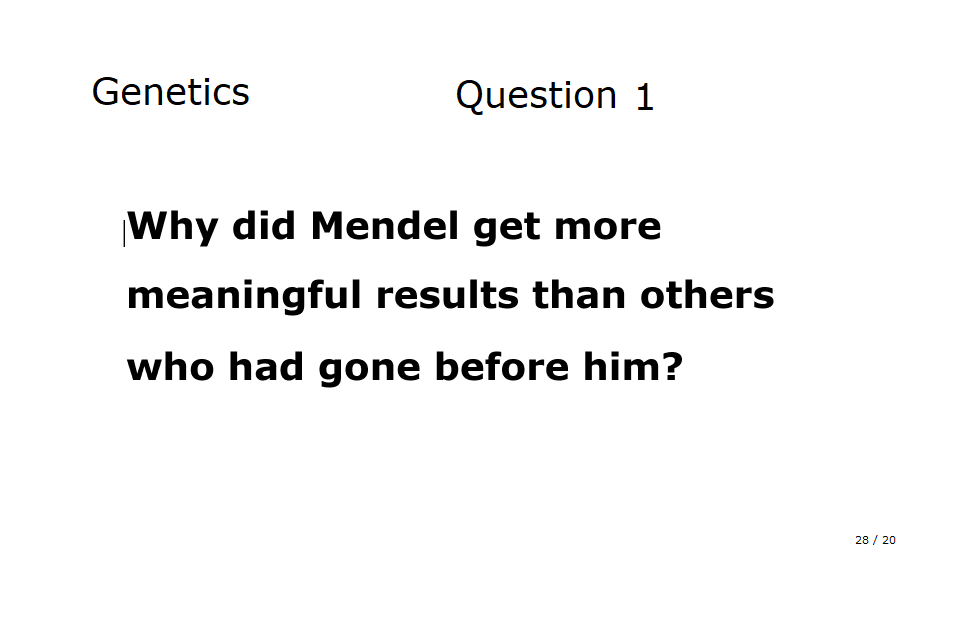 Genetics
Question 1
Why did Mendel get more
meaningful results than others
who had gone before him?
28 / 20